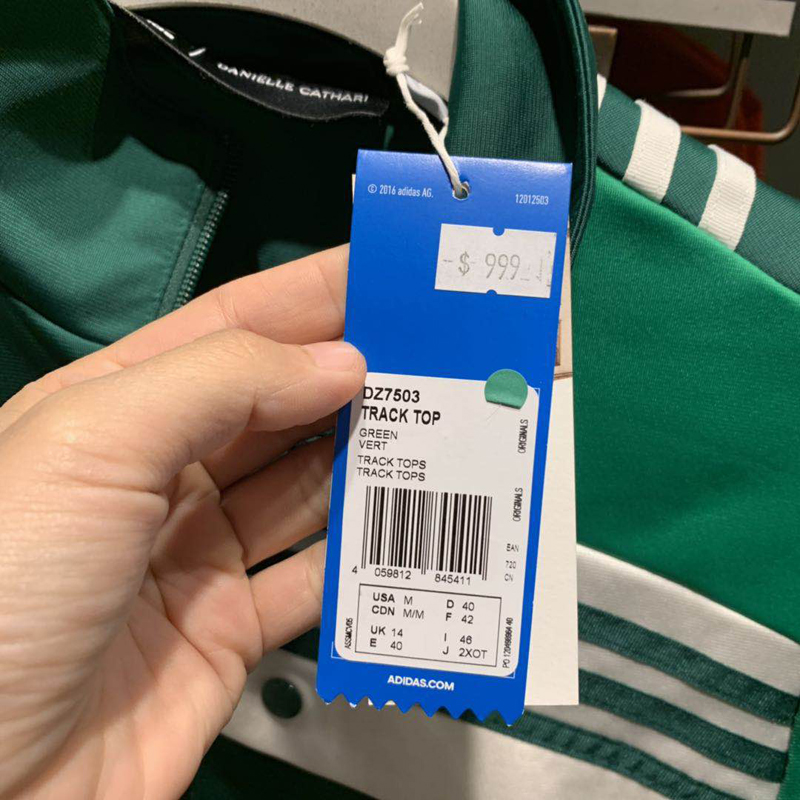 DANIELLE CATHARI
© 2016 adidas AG.
12012503
-$ 999
DZ7503
TRACK TOP
GREEN
VERT
TRACK TOPS
TRACK TOPS
ORIGINALS
ORIGINALS
EAN
720
CN
4 059812 845411
USA M D 40
CDN M/M F 42
UK 14 I 46
E 40 J 2XOT
ADIDAS.COM